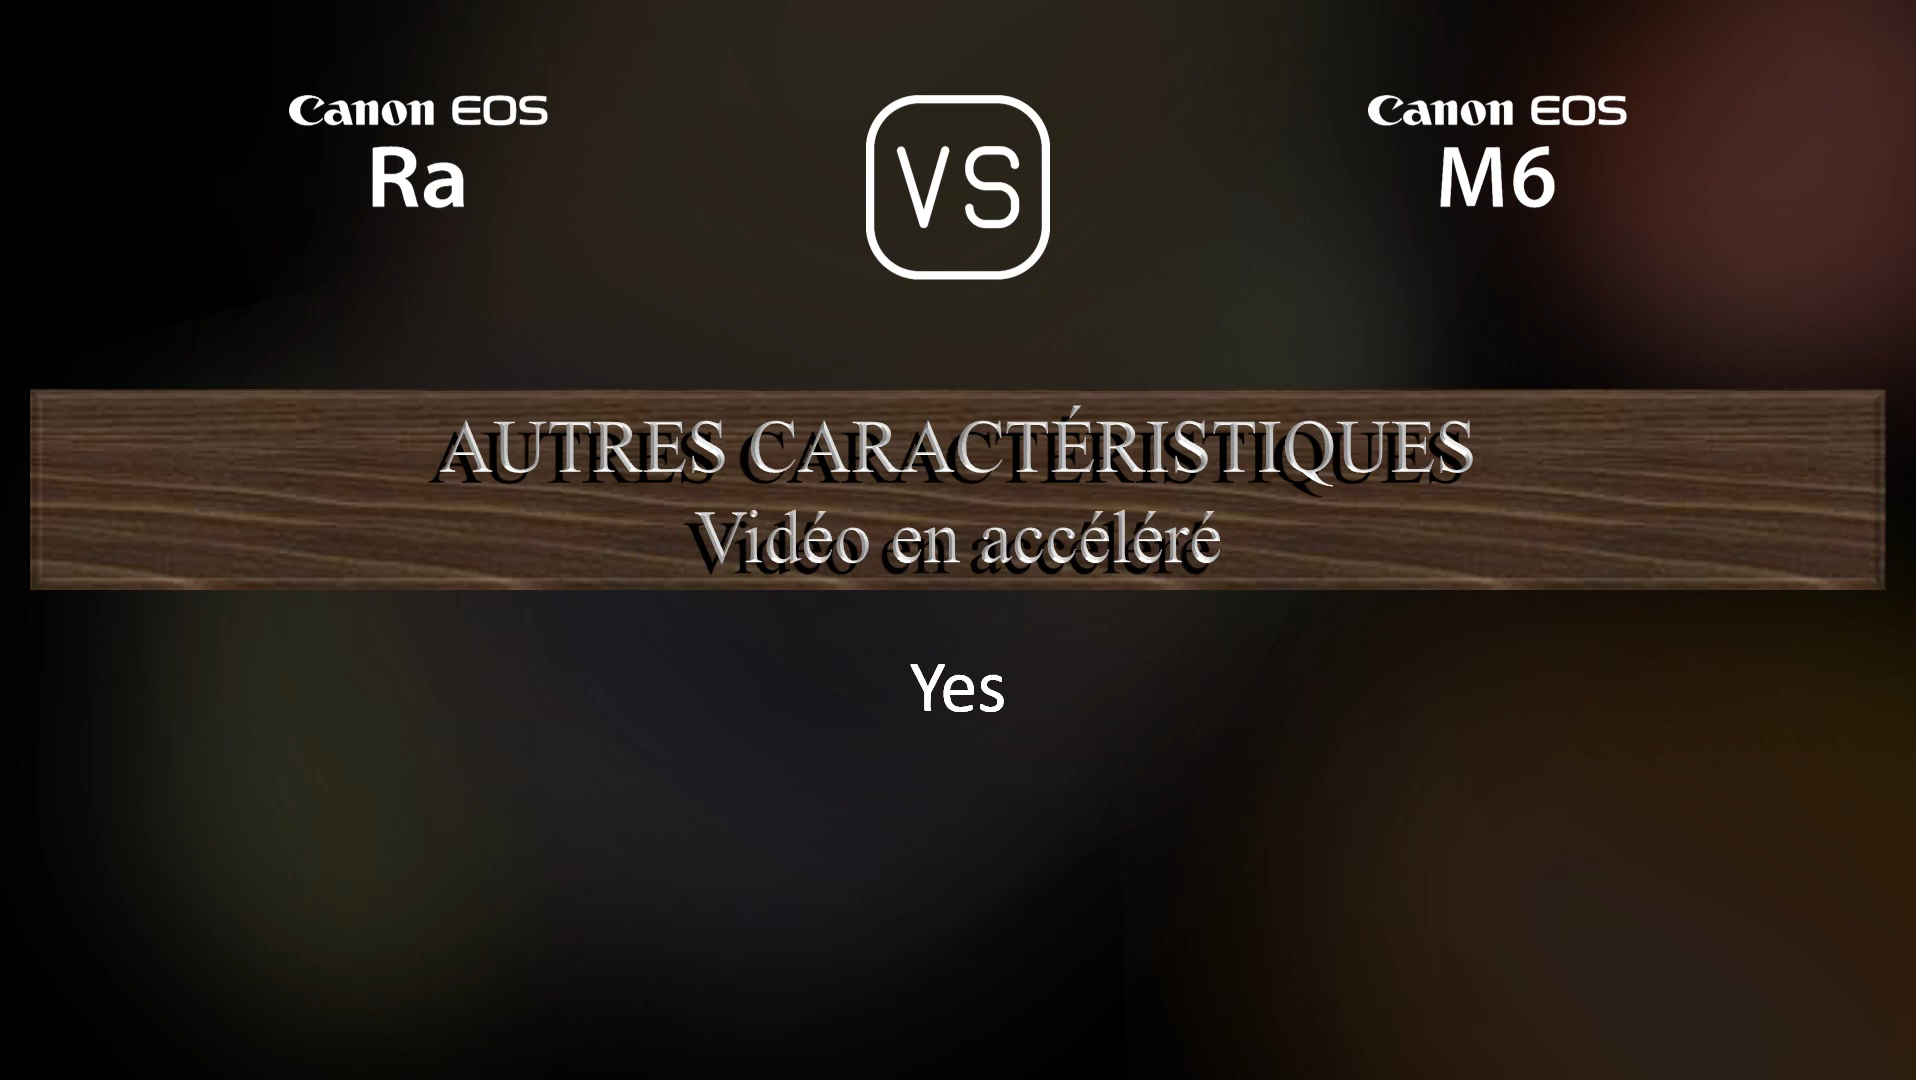 Canon EOS
Ra
VS
Canon EOS
M6
AUTRES CARACTÉRISTIQUES
Vidéo en accéléré
Yes